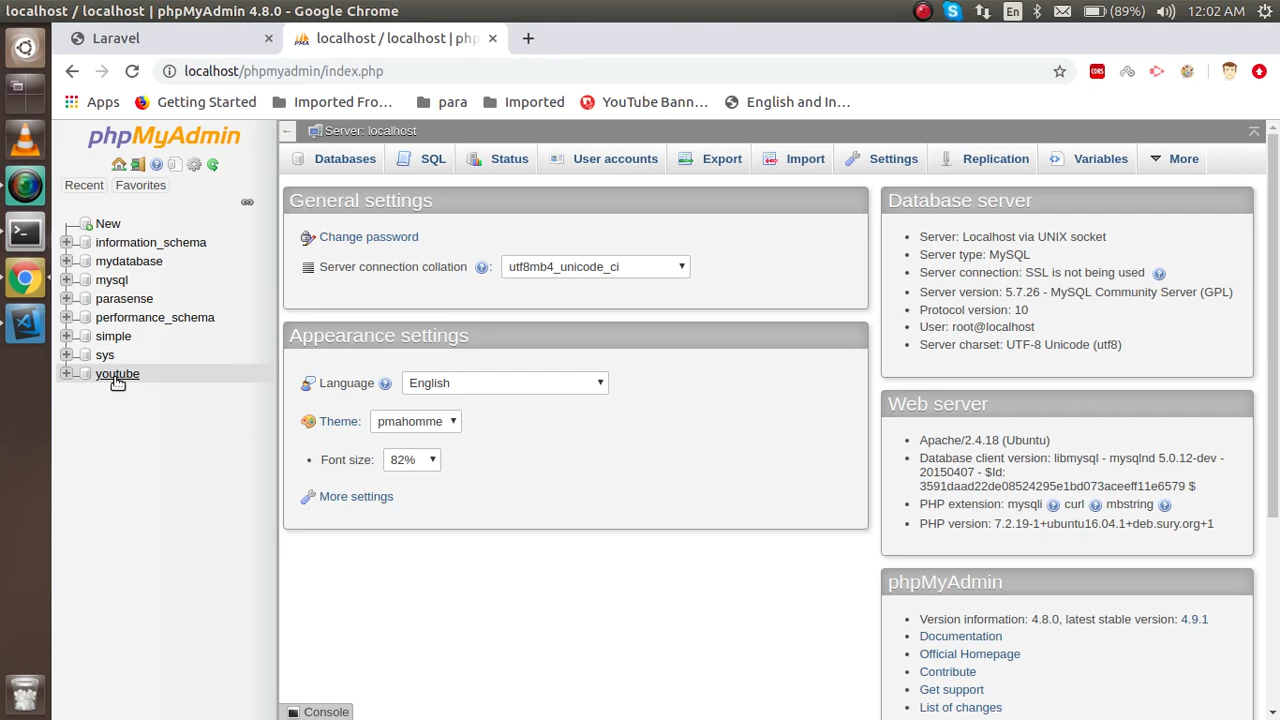 localhost / localhost | phpMyAdmin 4.8.0 - Google Chrome
En
(89%)
12:02 AM
Laravel
localhost / localhost | php
localhost/phpmyadmin/index.php
CORS
Apps
Getting Started
Imported Fro...
para
Imported
YouTube Bann...
English and In...
phpMyAdmin
Recent
Favorites
New
information_schema
mydatabase
mysql
parasense
performance_schema
simple
sys
youtube
Server: localhost
Databases
SQL
Status
User accounts
Export
Import
Settings
Replication
Variables
More
General settings
Change password
Server connection collation
:
utf8mb4_unicode_ci
Appearance settings
Language
English
Theme:
pmahomme
Font size:
82%
More settings
Database server
Server: Localhost via UNIX socket
Server type: MySQL
Server connection: SSL is not being used
Server version: 5.7.26 - MySQL Community Server (GPL)
Protocol version: 10
User: root@localhost
Server charset: UTF-8 Unicode (utf8)
Web server
Apache/2.4.18 (Ubuntu)
Database client version: libmysql - mysqlnd 5.0.12-dev -
20150407 - $Id:
3591daad22de08524295e1bd073aceeff11e6579 $
PHP extension: mysqli curl mbstring
PHP version: 7.2.19-1+ubuntu16.04.1+deb.sury.org+1
phpMyAdmin
Version information: 4.8.0, latest stable version: 4.9.1
Documentation
Official Homepage
Contribute
Get support
List of changes
Console